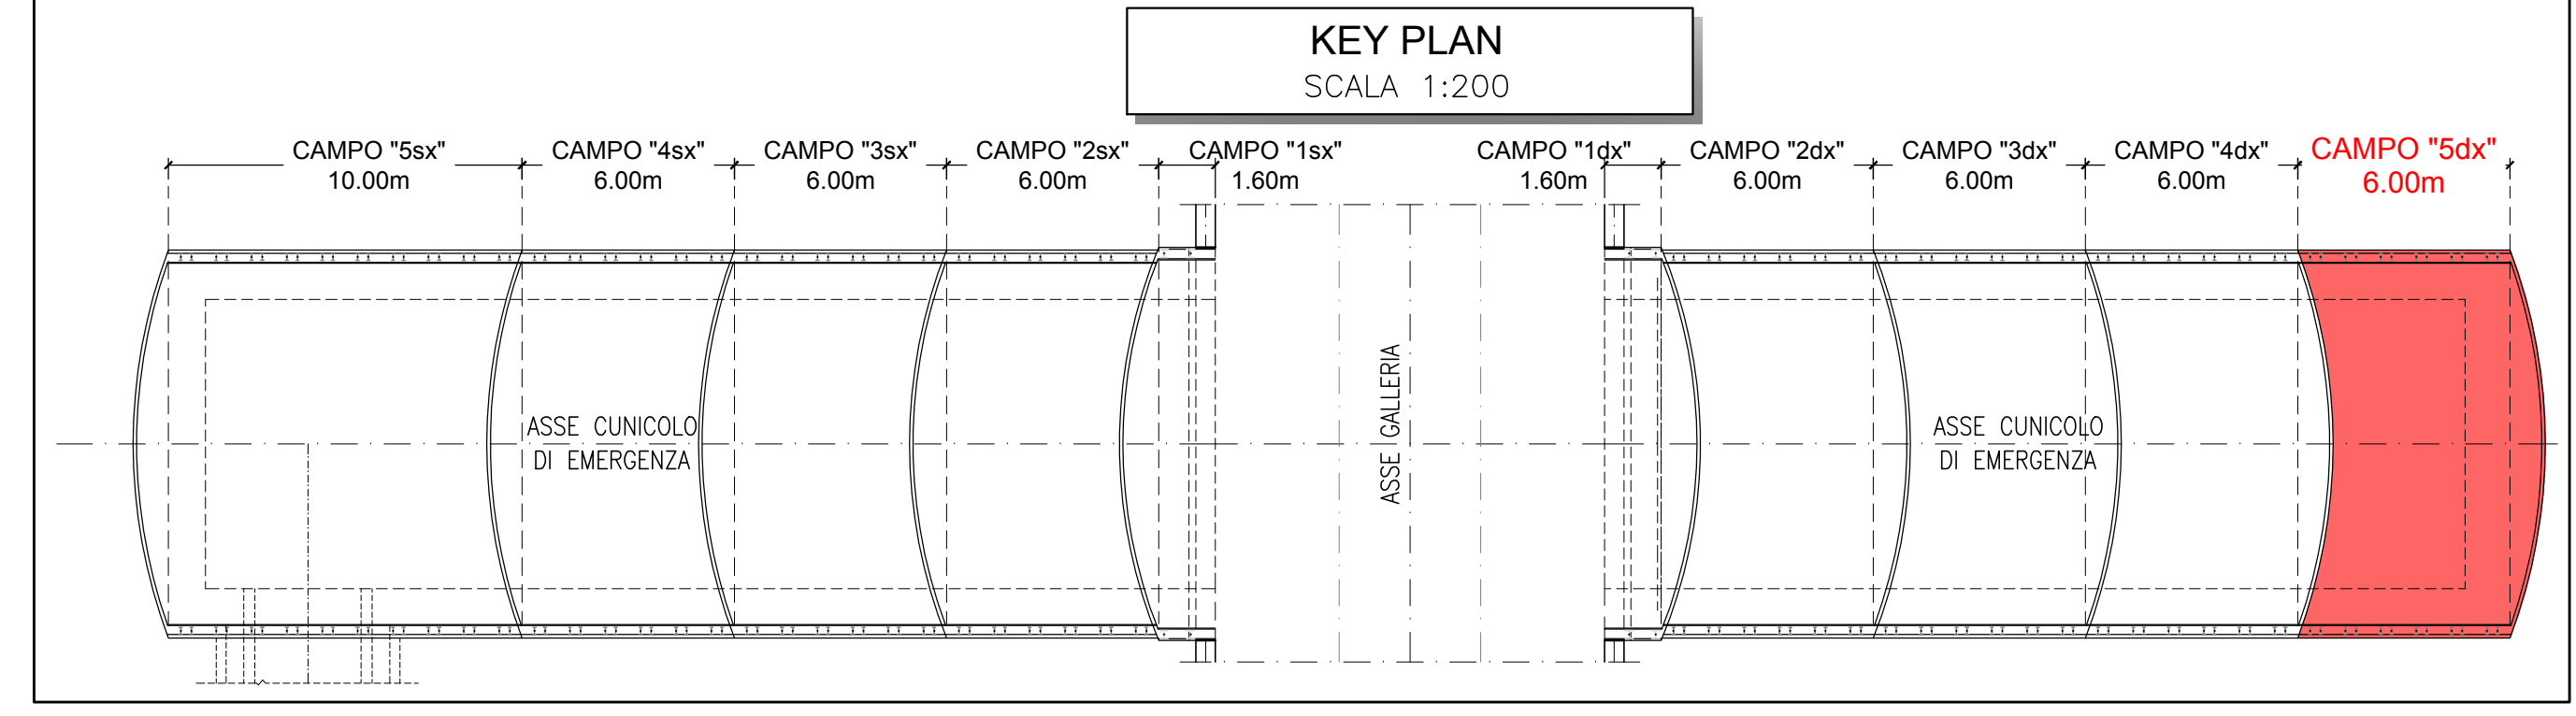 KEY PLAN
SCALA 1:200
CAMPO "5sx"
10.00m
CAMPO "4sx"
6.00m
CAMPO "3sx"
6.00m
CAMPO "2sx"
6.00m
CAMPO "1sx"
1.60m
CAMPO "1dx"
1.60m
CAMPO "2dx"
6.00m
CAMPO "3dx"
6.00m
CAMPO "4dx"
6.00m
CAMPO "5dx"
6.00m
ASSE CUNICOLO
DI EMERGENZA
ASSE GALLERIA
ASSE CUNICOLO
DI EMERGENZA